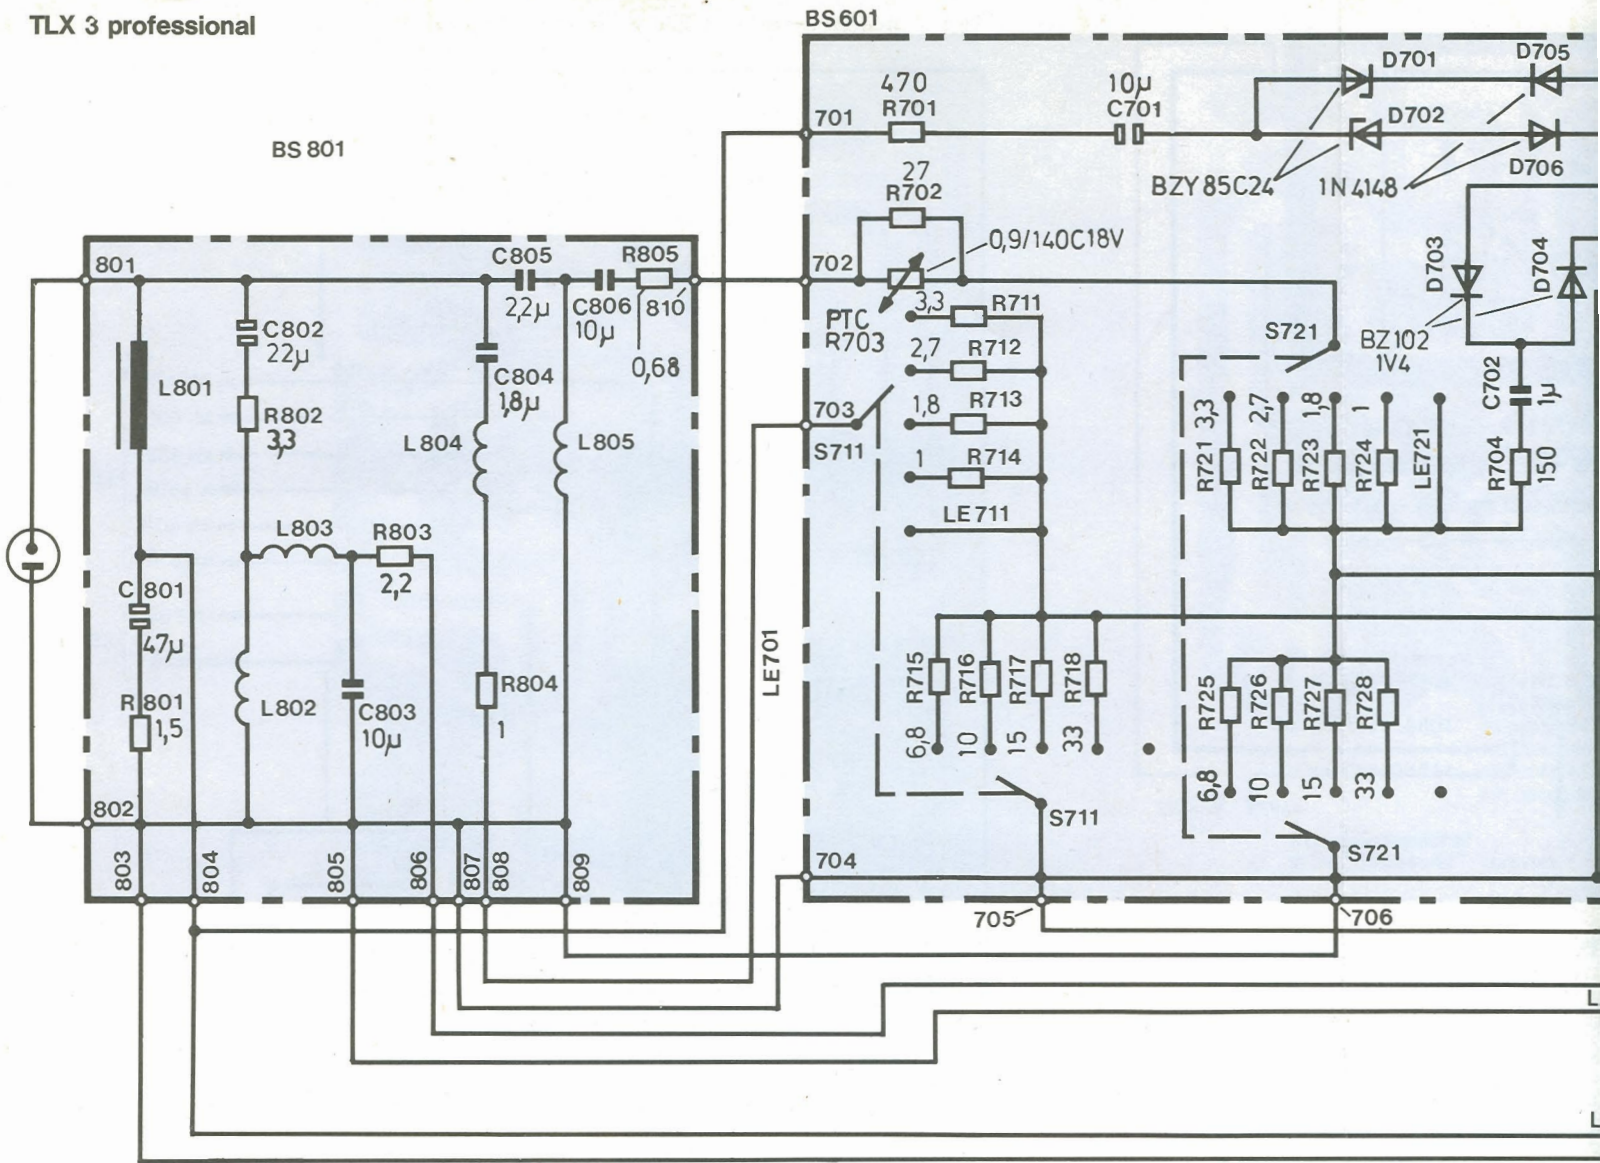 TLX 3 professional
BS601
BS 801
470
R701
10µ
C701
D701
D705
D702
D706
701
BZY 85C24
1N 4148
27
R702
0,9/140C18V
702
PTC
R703
D703
D704
BZ102
1V4
801
C805
2,2µ
C806
10µ
R805
810
0,68
C802
22µ
L801
R802
3,3
C804
1,8µ
L804
L805
3,3
R711
2,7
R712
1,8
R713
1
R714
LE 711
703
S711
S721
3,3
R721
2,7
R722
1,8
R723
1
R724
LE721
C702
1µ
R704
150
L803
R803
2,2
C 801
47µ
R 801
1,5
L802
C803
10µ
R804
1
LE701
R715
6,8
R716
10
R717
15
R718
33
R725
6,8
R726
10
R727
15
R728
33
S711
S721
802
803
804
805
806
807
808
809
704
705
706
L
L